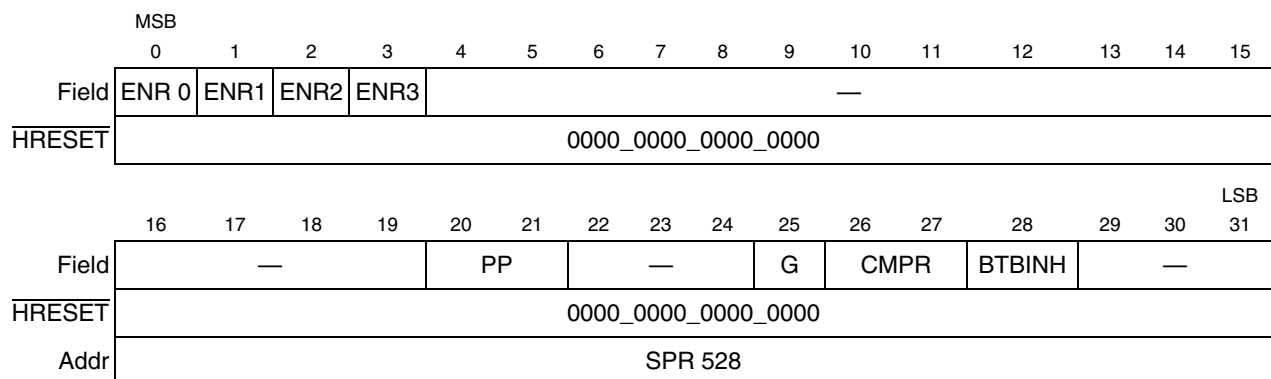 MSB
0 1 2 3 4 5 6 7 8 9 10 11 12 13 14 15
Field ENR 0 ENR1 ENR2 ENR3 —
HRESET 0000_0000_0000_0000
LSB
16 17 18 19 20 21 22 23 24 25 26 27 28 29 30 31
Field — PP — G CMPR BTBINH —
HRESET 0000_0000_0000_0000
Addr SPR 528